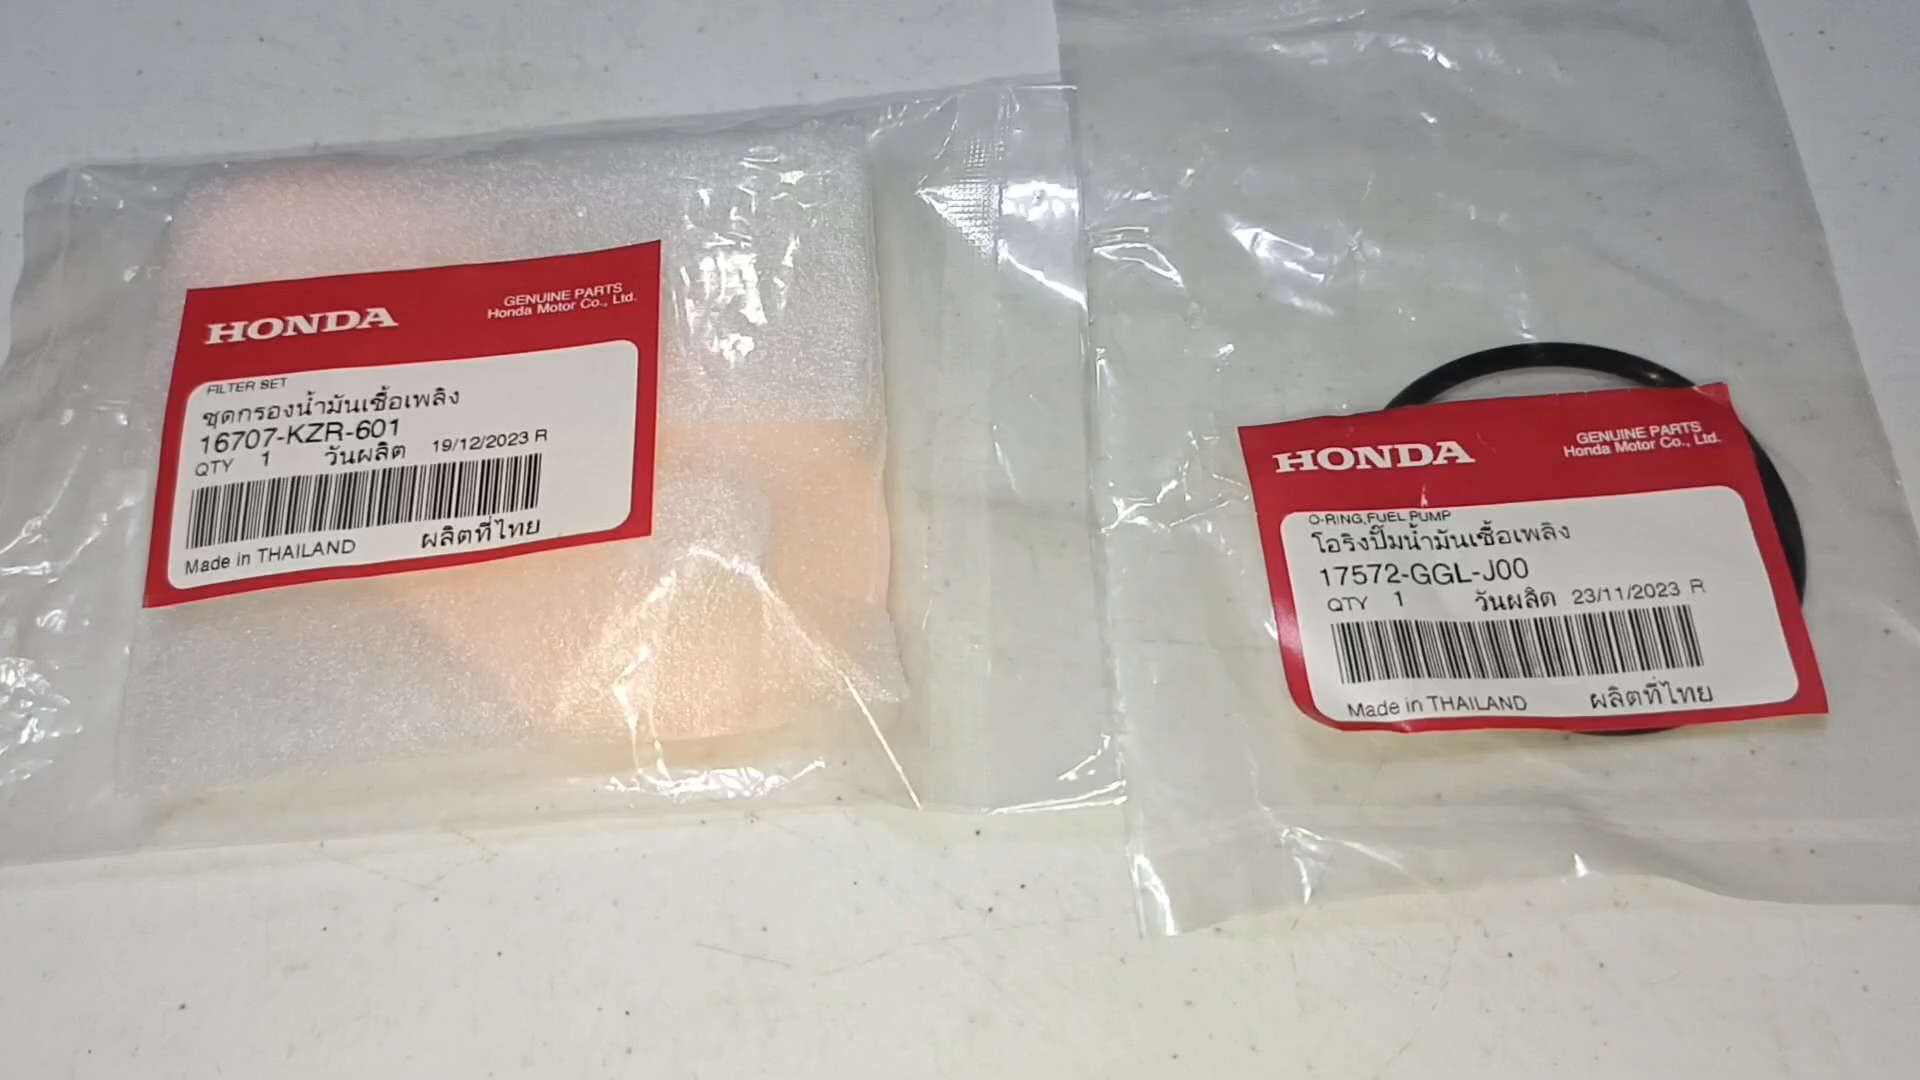 HONDA
GENUINE PARTS
Honda Motor Co., Ltd.
FILTER SET
ชุดกรองน้ำมันเชื้อเพลิง
16707-KZR-601
QTY 1 วันผลิต 19/12/2023 R
Made in THAILAND ผลิตที่ไทย
HONDA
GENUINE PARTS
Honda Motor Co., Ltd.
O-RING,FUEL PUMP
โอริงปั๊มน้ำมันเชื้อเพลิง
17572-GGL-J00
QTY 1 วันผลิต 23/11/2023 R
Made in THAILAND ผลิตที่ไทย